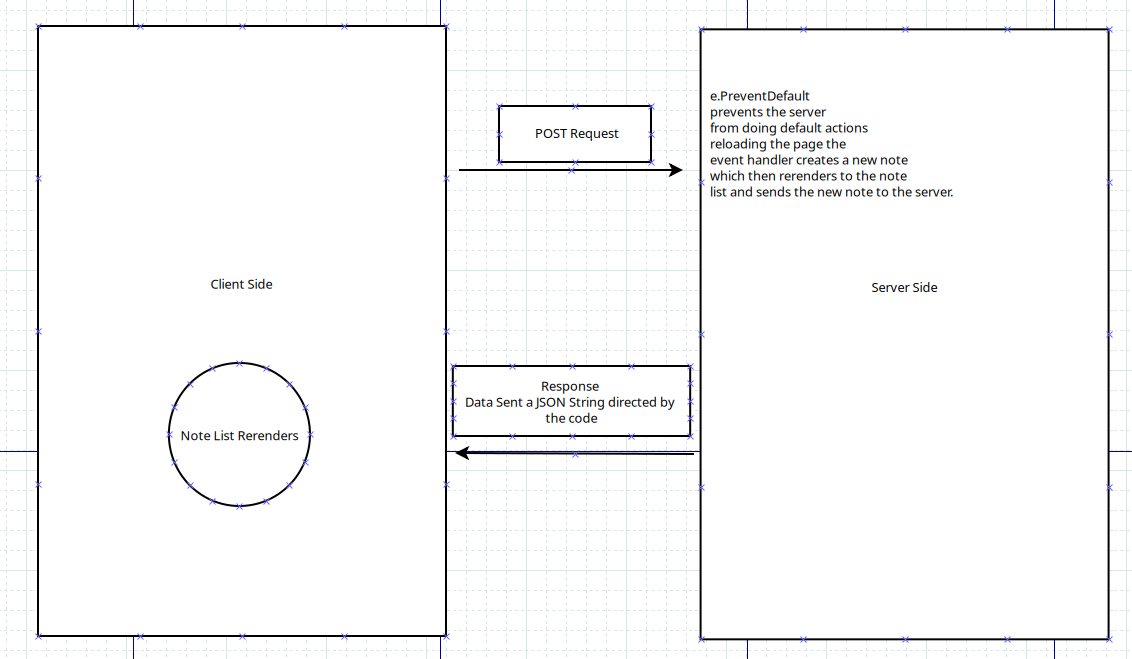 POST Request
e.PreventDefault
prevents the server
from doing default actions
reloading the page the
event handler creates a new note
which then rerenders to the note
list and sends the new note to the server.
Client Side
Server Side
Response
Data Sent a JSON String directed by
the code
Note List Rerenders